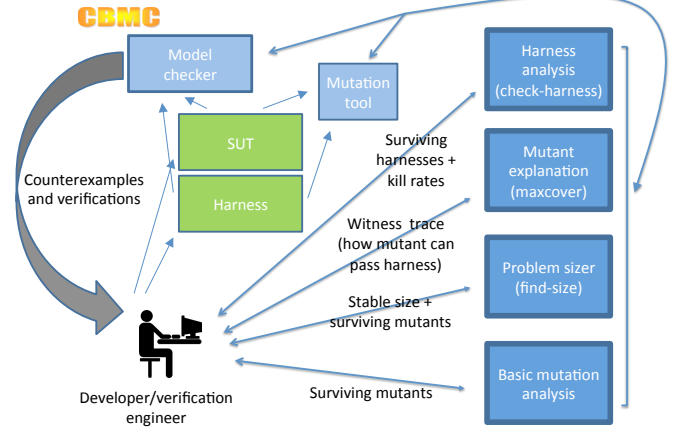 CBMC
Model
checker
Mutation
tool
SUT
Harness
Counterexamples
and verifications
Developer/verification
engineer
Surviving
harnesses +
kill rates
Witness trace
(how mutant can
pass harness)
Stable size +
surviving mutants
Surviving mutants
Harness
analysis
(check-harness)
Mutant
explanation
(maxcover)
Problem sizer
(find-size)
Basic mutation
analysis